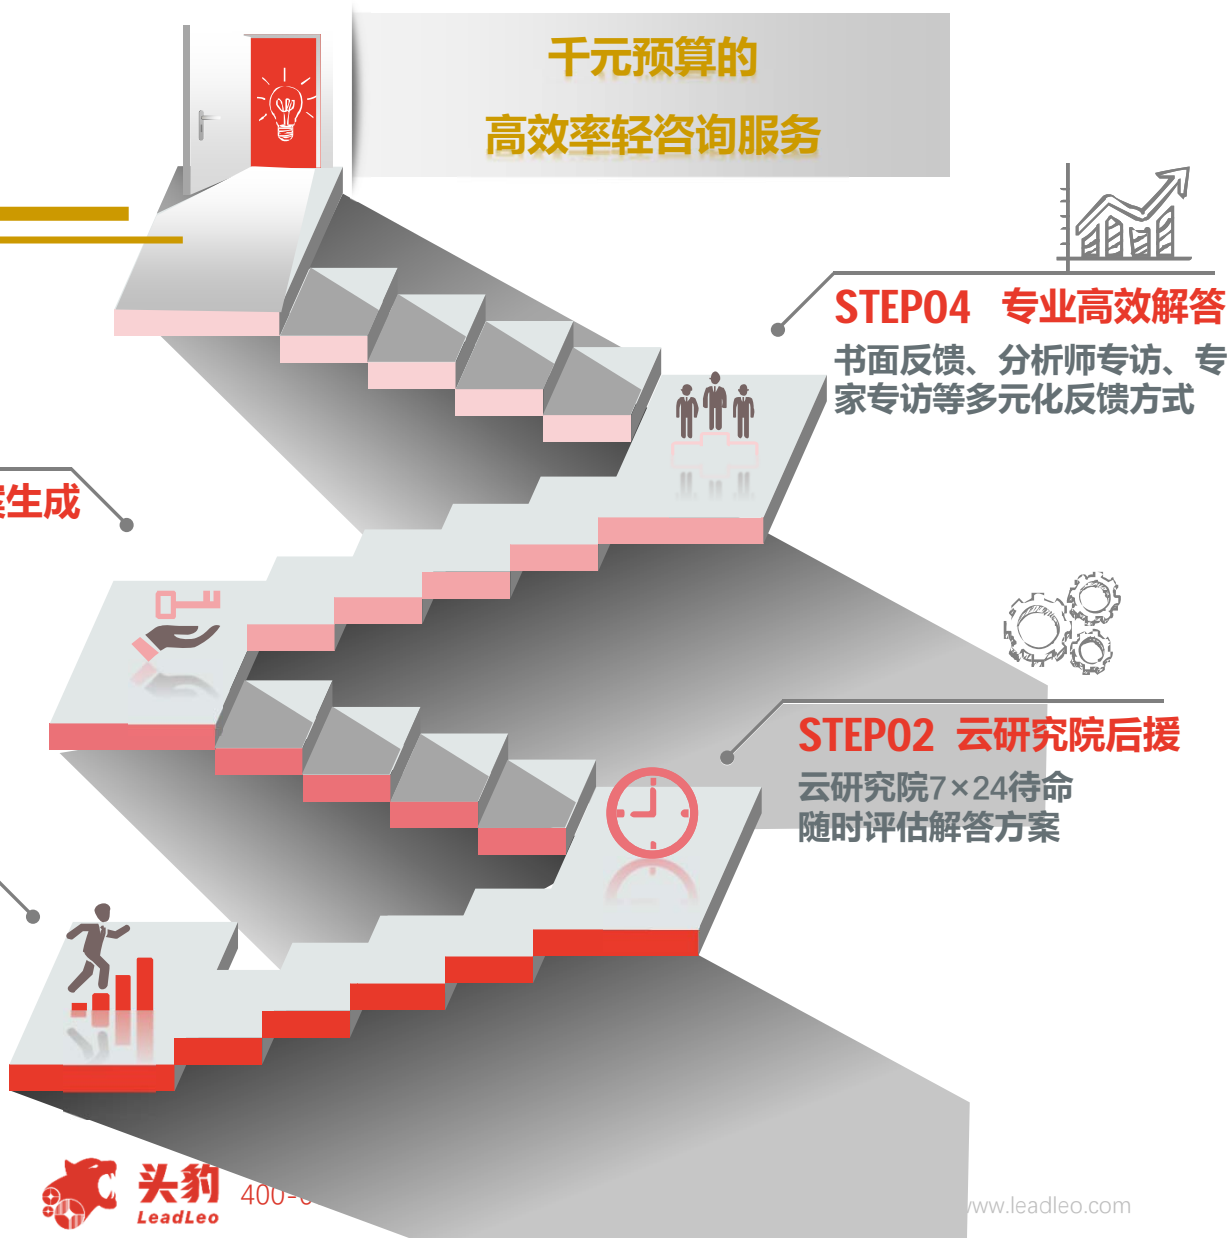 千元预算的
高效率轻咨询服务
STEP04 专业高效解答
书面反馈、分析师专访、专
家专访等多元化反馈方式
案生成
STEP02 云研究院后援
云研究院7×24待命
随时评估解答方案
头豹
LeadLeo
400-
www.leadleo.com